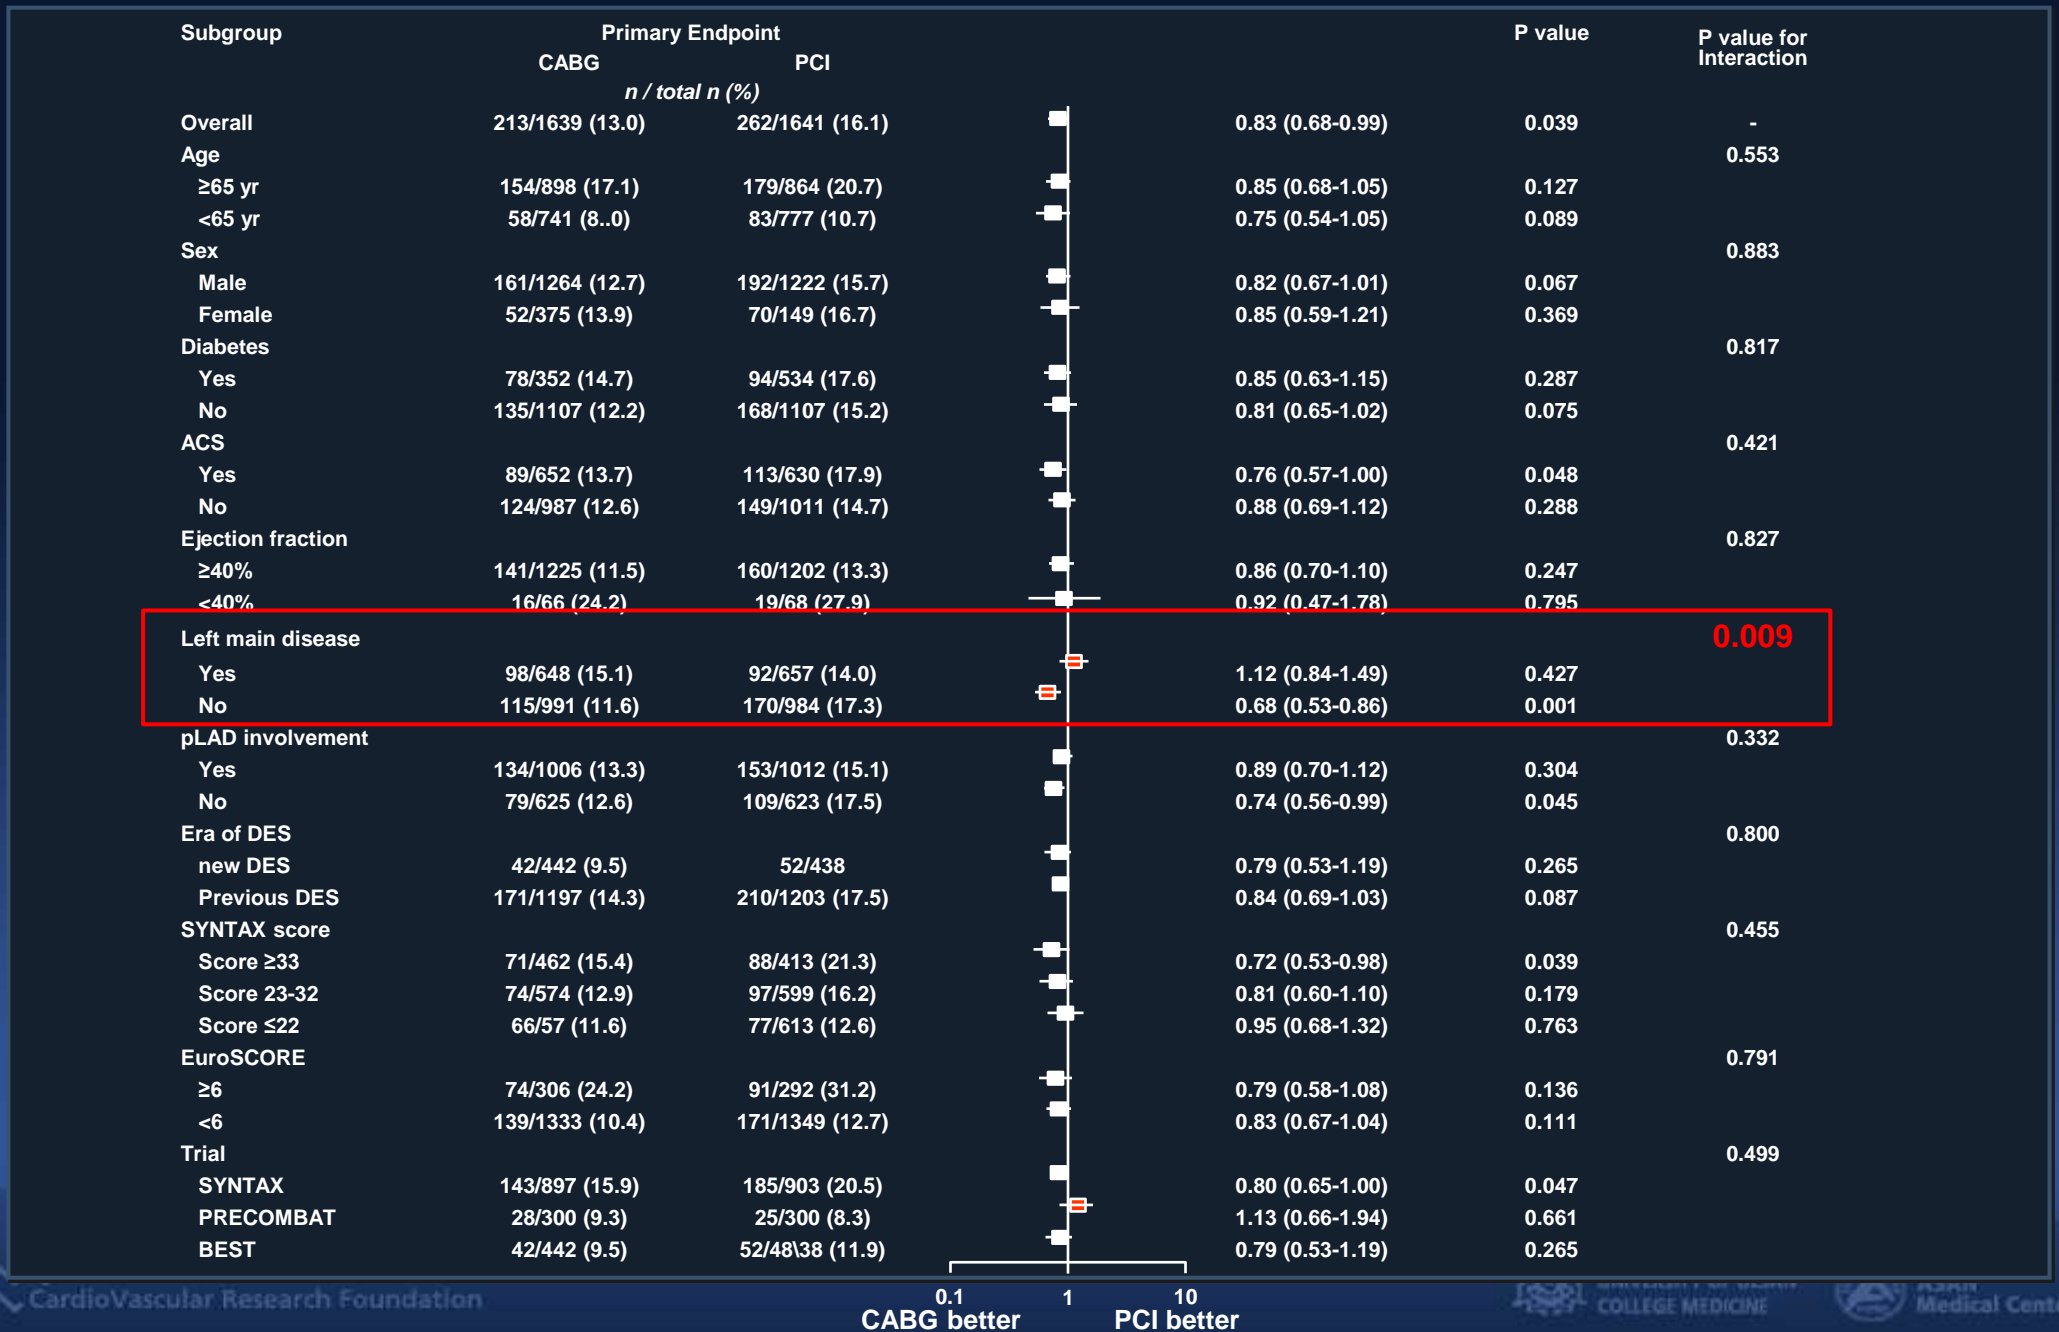 Subgroup Primary Endpoint P value P value for
Interaction
CABG PCI
n / total n (%)
Overall 213/1639 (13.0) 262/1641 (16.1) 0.83 (0.68-0.99) 0.039 -
Age 0.553
≥65 yr 154/898 (17.1) 179/864 (20.7) 0.85 (0.68-1.05) 0.127
<65 yr 58/741 (8..0) 83/777 (10.7) 0.75 (0.54-1.05) 0.089
Sex 0.883
Male 161/1264 (12.7) 192/1222 (15.7) 0.82 (0.67-1.01) 0.067
Female 52/375 (13.9) 70/149 (16.7) 0.85 (0.59-1.21) 0.369
Diabetes 0.817
Yes 78/352 (14.7) 94/534 (17.6) 0.85 (0.63-1.15) 0.287
No 135/1107 (12.2) 168/1107 (15.2) 0.81 (0.65-1.02) 0.075
ACS 0.421
Yes 89/652 (13.7) 113/630 (17.9) 0.76 (0.57-1.00) 0.048
No 124/987 (12.6) 149/1011 (14.7) 0.88 (0.69-1.12) 0.288
Ejection fraction 0.827
≥40% 141/1225 (11.5) 160/1202 (13.3) 0.86 (0.70-1.10) 0.247
<40% 16/66 (24.2) 19/68 (27.9) 0.92 (0.47-1.78) 0.795
Left main disease 0.009
Yes 98/648 (15.1) 92/657 (14.0) 1.12 (0.84-1.49) 0.427
No 115/991 (11.6) 170/984 (17.3) 0.68 (0.53-0.86) 0.001
pLAD involvement 0.332
Yes 134/1006 (13.3) 153/1012 (15.1) 0.89 (0.70-1.12) 0.304
No 79/625 (12.6) 109/623 (17.5) 0.74 (0.56-0.99) 0.045
Era of DES 0.800
new DES 42/442 (9.5) 52/438 0.79 (0.53-1.19) 0.265
Previous DES 171/1197 (14.3) 210/1203 (17.5) 0.84 (0.69-1.03) 0.087
SYNTAX score 0.455
Score ≥33 71/462 (15.4) 88/413 (21.3) 0.72 (0.53-0.98) 0.039
Score 23-32 74/574 (12.9) 97/599 (16.2) 0.81 (0.60-1.10) 0.179
Score ≤22 66/57 (11.6) 77/613 (12.6) 0.95 (0.68-1.32) 0.763
EuroSCORE 0.791
≥6 74/306 (24.2) 91/292 (31.2) 0.79 (0.58-1.08) 0.136
<6 139/1333 (10.4) 171/1349 (12.7) 0.83 (0.67-1.04) 0.111
Trial 0.499
SYNTAX 143/897 (15.9) 185/903 (20.5) 0.80 (0.65-1.00) 0.047
PRECOMBAT 28/300 (9.3) 25/300 (8.3) 1.13 (0.66-1.94) 0.661
BEST 42/442 (9.5) 52/48\38 (11.9) 0.79 (0.53-1.19) 0.265
0.1 1 10
CABG better PCI better
CardioVascular Research Foundation
COLLEGE MEDICINE
Medical